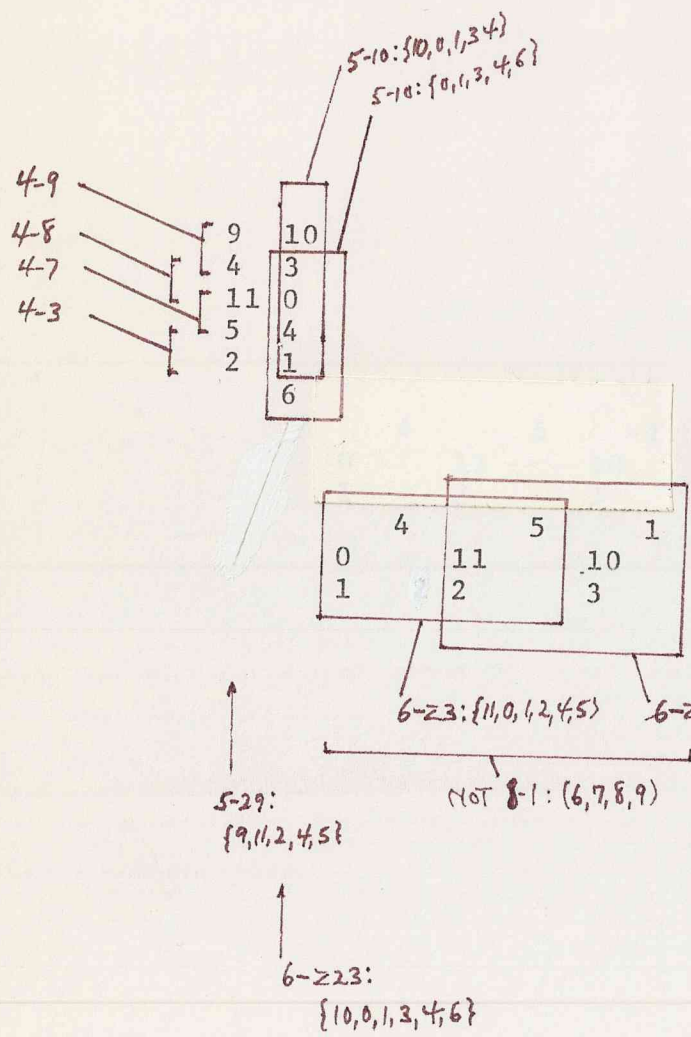 5-10: {10,0,1,3 4}
5-10: {0,1,3,4,6}
4-9
4-8
4-7
4-3
9 10
4 3
11 0
5 4
2 1
6
4 5 1
0 11 10
1 2 3
6-Z3: {11,0,1,2,4,5} 6-Z
NOT 8-1: (6,7,8,9)
5-29:
{9,11,2,4,5}
6-Z23:
{10,0,1,3,4,6}